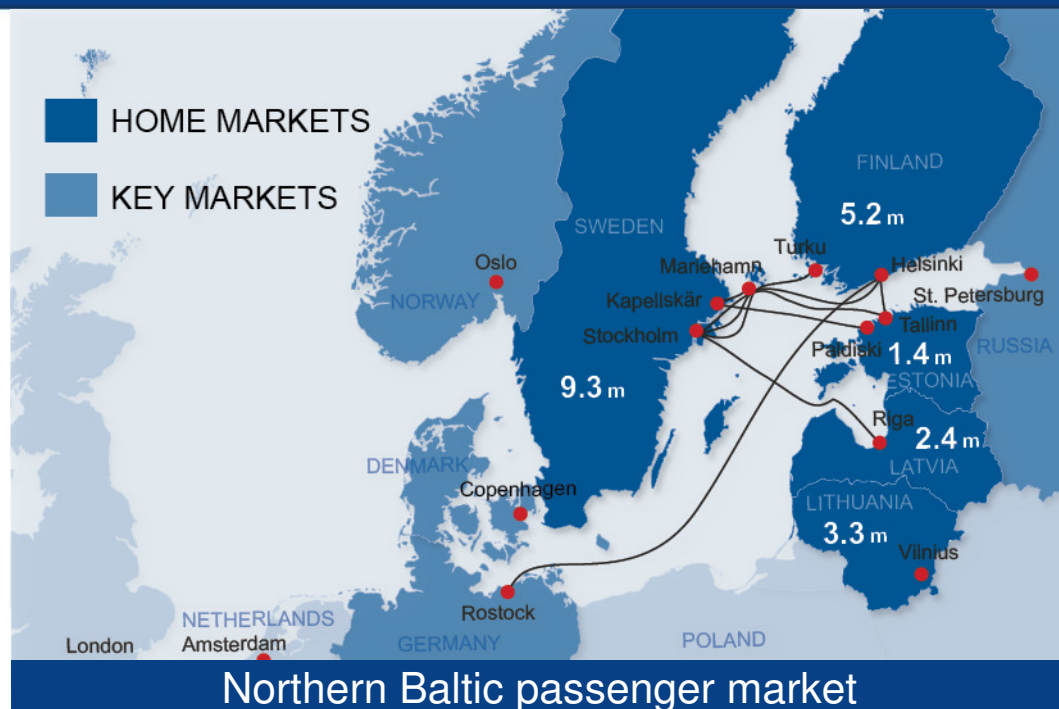 HOME MARKETS
KEY MARKETS
FINLAND
5.2 m
SWEDEN
Turku
Mariehamn
Helsinki
Oslo
St. Petersburg
NORWAY
Kapellskär
Stockholm
Tallinn
Paldiski
RUSSIA
1.4 m
ESTONIA
9.3 m
Riga
2.4 m
DENMARK
LATVIA
Copenhagen
LITHUANIA
3.3 m
Vilnius
Rostock
NETHERLANDS
London
Amsterdam
GERMANY
POLAND
Northern Baltic passenger market